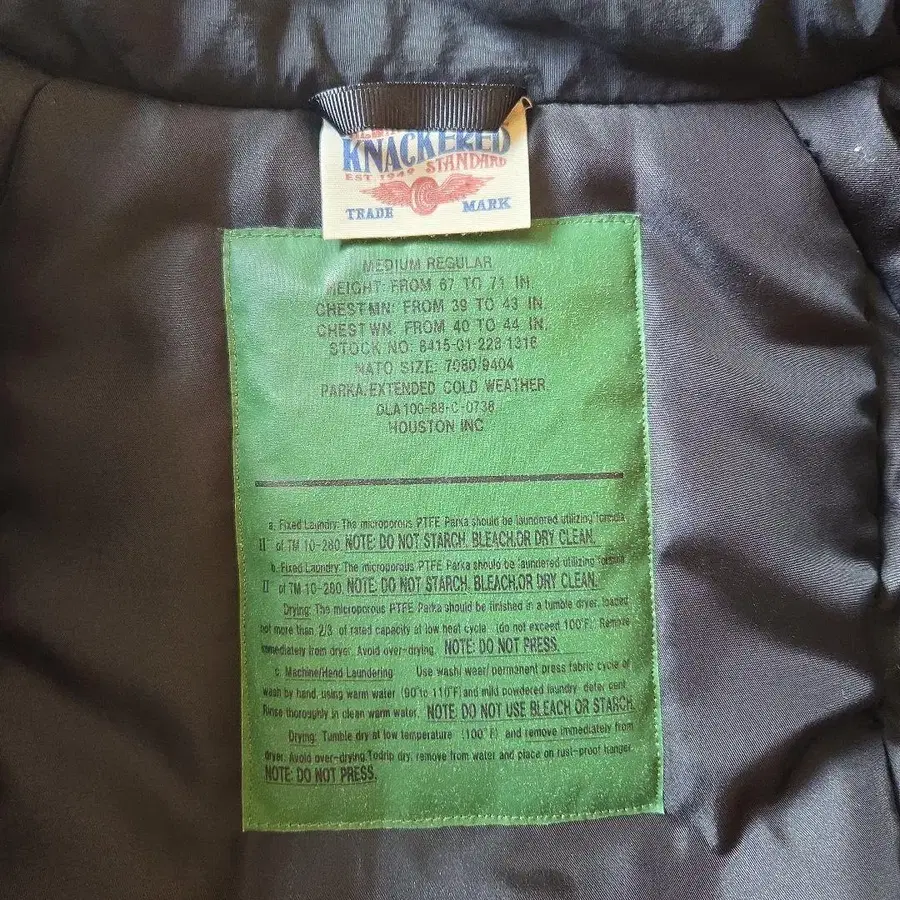 KNACKERED
EST. 1949 STANDARD
TRADE MARK
MEDIUM REGULAR
HEIGHT: FROM 67 TO 71 IN.
CHEST MN: FROM 39 TO 43 IN.
CHEST WN: FROM 40 TO 44 IN.
STOCK NO: 8415-01-228-1316
NATO SIZE: 7080/9404
PARKA, EXTENDED COLD WEATHER
DLA100-88-C-0736
HOUSTON INC
a. Fixed Laundry: The microporous PTFE Parka should be laundered utilizing formula
II of TM 10-280. NOTE: DO NOT STARCH, BLEACH,OR DRY CLEAN.
b. Fixed Laundry: The microporous PTFE Parka should be laundered utilizing formula
II of TM 10-280. NOTE: DO NOT STARCH, BLEACH,OR DRY CLEAN.
Drying: The microporous PTFE Parka should be finished in a tumble dryer, loaded
not more than 2/3 of rated capacity at low heat cycle (do not exceed 100°F). Remove
immediately from dryer. Avoid over-drying. NOTE: DO NOT PRESS.
c. Machine/Hand Laundering: Use wash/wear/permanent press fabric cycle or
wash by hand, using warm water (90°to 110°F) and mild powdered laundry detergent.
Rinse thoroughly in clean warm water. NOTE: DO NOT USE BLEACH OR STARCH.
Drying: Tumble dry at low temperature (100°F) and remove immediately from
dryer. Avoid over-drying. To drip dry, remove from water and place on rust-proof hanger.
NOTE: DO NOT PRESS.